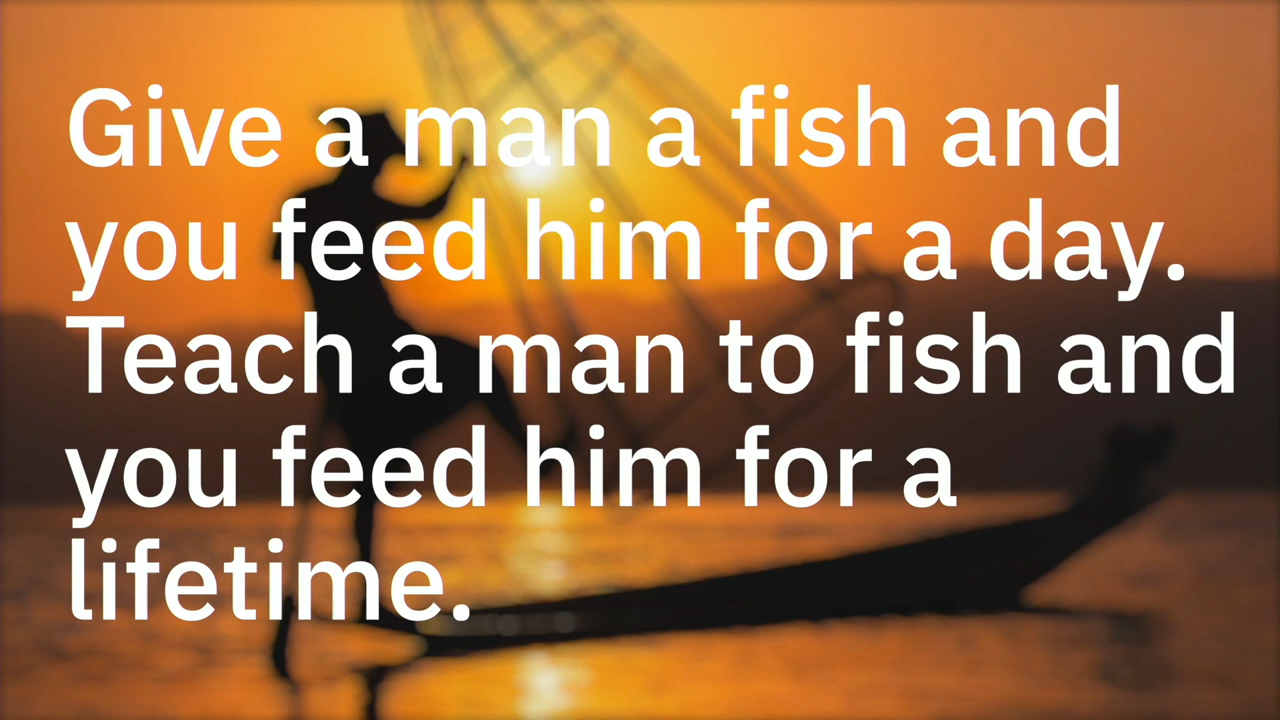 Give a man a fish and
you feed him for a day.
Teach a man to fish and
you feed him for a
lifetime.